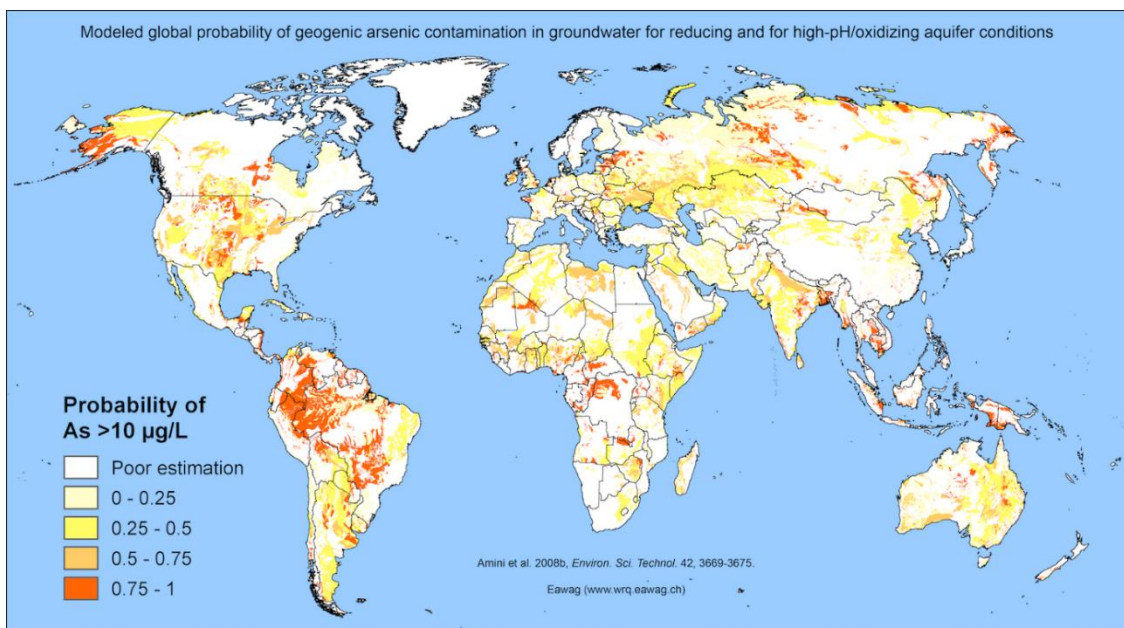 Modeled global probability of geogenic arsenic contamination in groundwater for reducing and for high-pH/oxidizing aquifer conditions
Probability of
As >10 µg/L
Poor estimation
0 - 0.25
0.25 - 0.5
0.5 - 0.75
0.75 - 1
Amini et al. 2008b, Environ. Sci. Technol. 42, 3669-3675.
Eawag (www.wrq.eawag.ch)